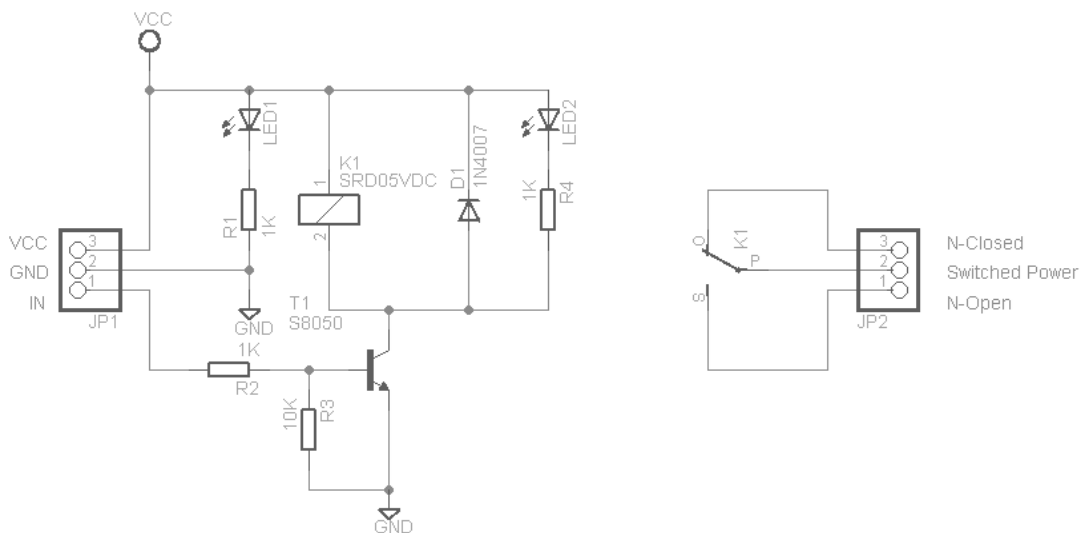 VCC
LED1
R1
1K
K1
SRD05VDC
1
2
D1
1N4007
LED2
1K
R4
VCC
GND
IN
3
2
1
JP1
GND
T1
S8050
1K
R2
10K
R3
GND
O
K1
P
S
3
2
1
JP2
N-Closed
Switched Power
N-Open